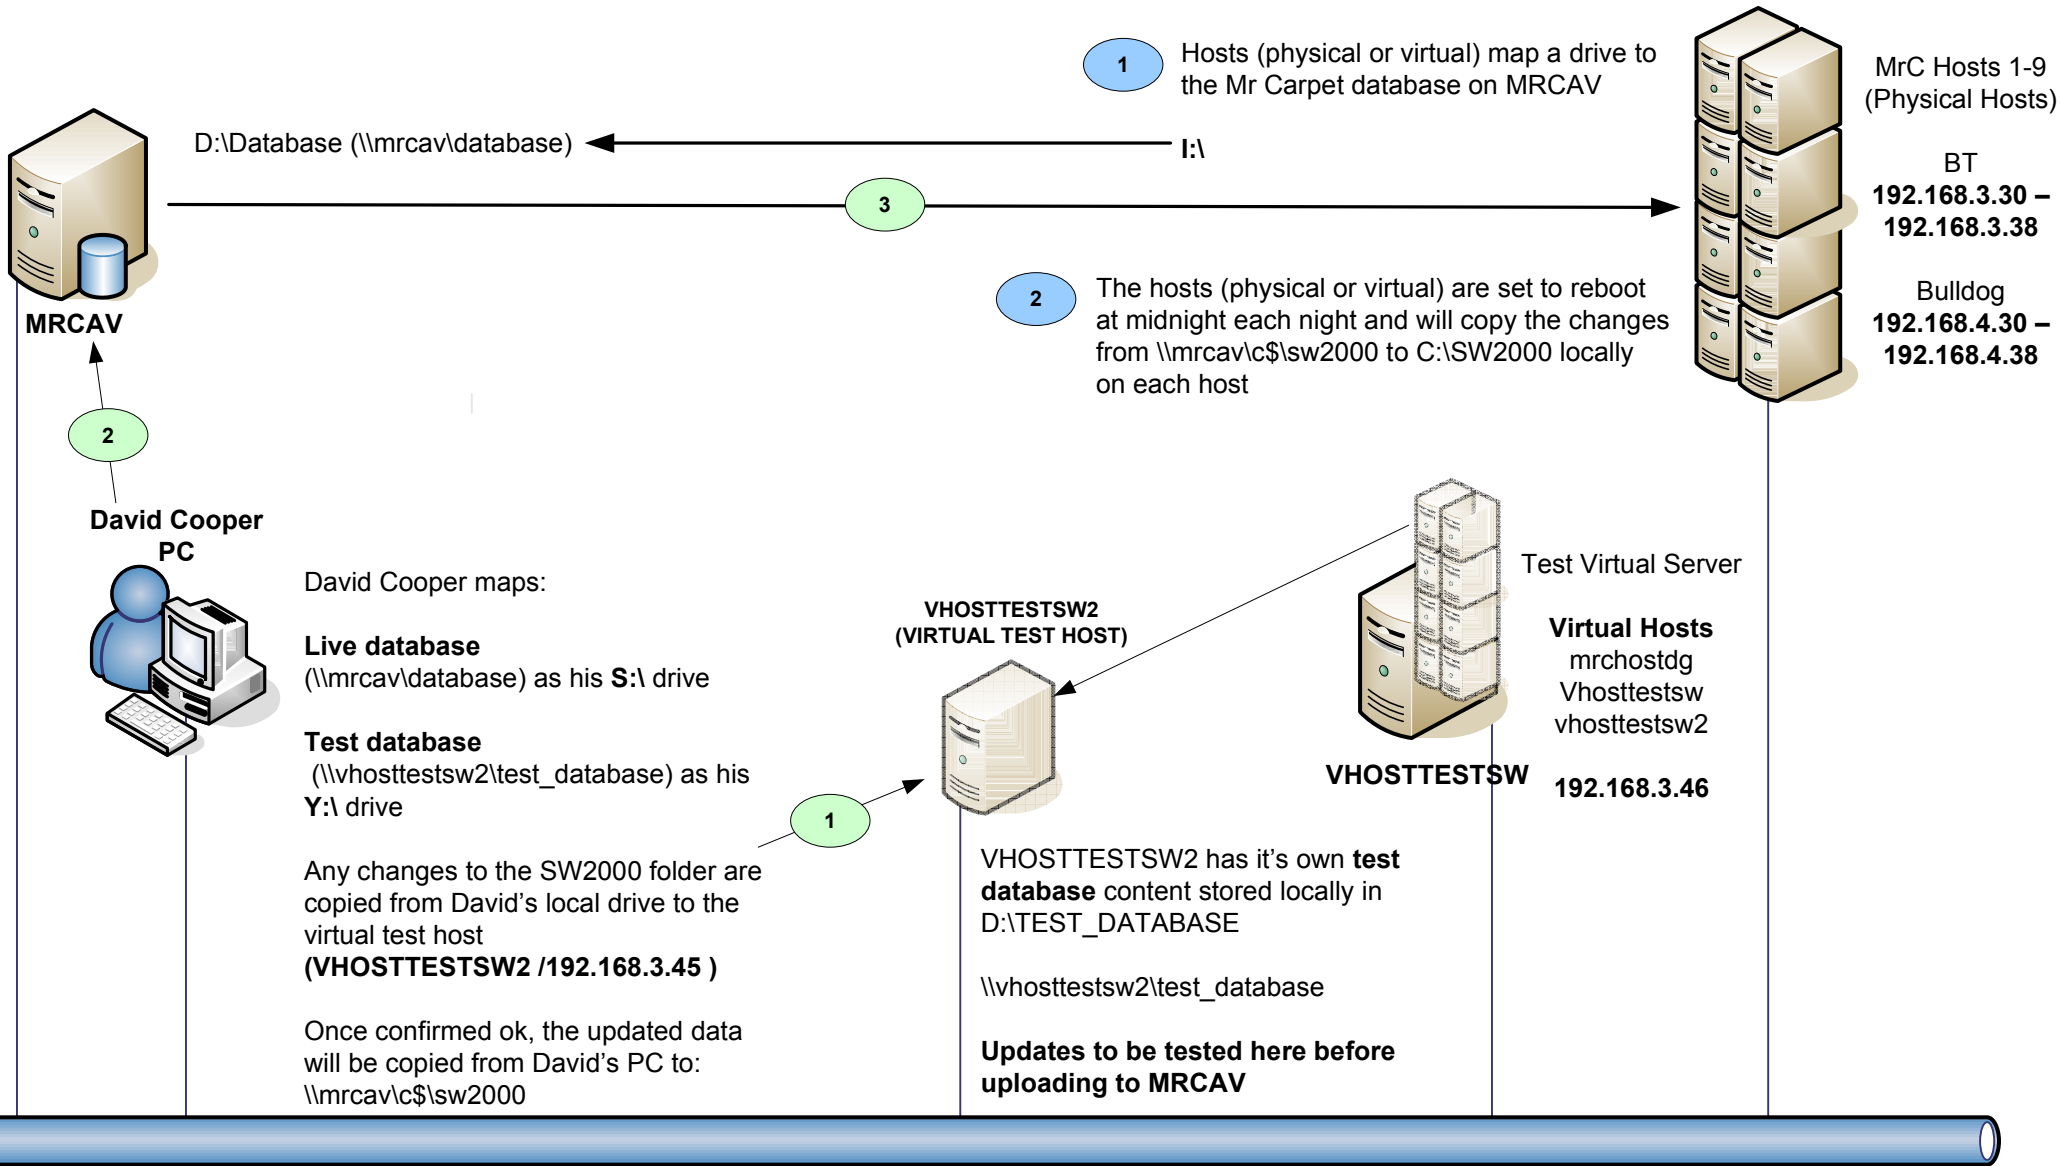 1
Hosts (physical or virtual) map a drive to
the Mr Carpet database on MRCAV
MrC Hosts 1-9
(Physical Hosts)
BT
192.168.3.30 –
192.168.3.38
Bulldog
192.168.4.30 –
192.168.4.38
D:\Database (\\mrcav\database)
I:\
3
MRCAV
2
The hosts (physical or virtual) are set to reboot
at midnight each night and will copy the changes
from \\mrcav\c$\sw2000 to C:\SW2000 locally
on each host
2
David Cooper
PC
David Cooper maps:
Live database
(\\mrcav\database) as his S:\ drive
Test database
(\\vhosttestsw2\test_database) as his
Y:\ drive
Any changes to the SW2000 folder are
copied from David’s local drive to the
virtual test host
(VHOSTTESTSW2 /192.168.3.45 )
Once confirmed ok, the updated data
will be copied from David’s PC to:
\\mrcav\c$\sw2000
1
VHOSTTESTSW2
(VIRTUAL TEST HOST)
VHOSTTESTSW2 has it’s own test
database content stored locally in
D:\TEST_DATABASE
\\vhosttestsw2\test_database
Updates to be tested here before
uploading to MRCAV
Test Virtual Server
Virtual Hosts
mrchostdg
Vhosttestsw
vhosttestsw2
192.168.3.46
VHOSTTESTSW